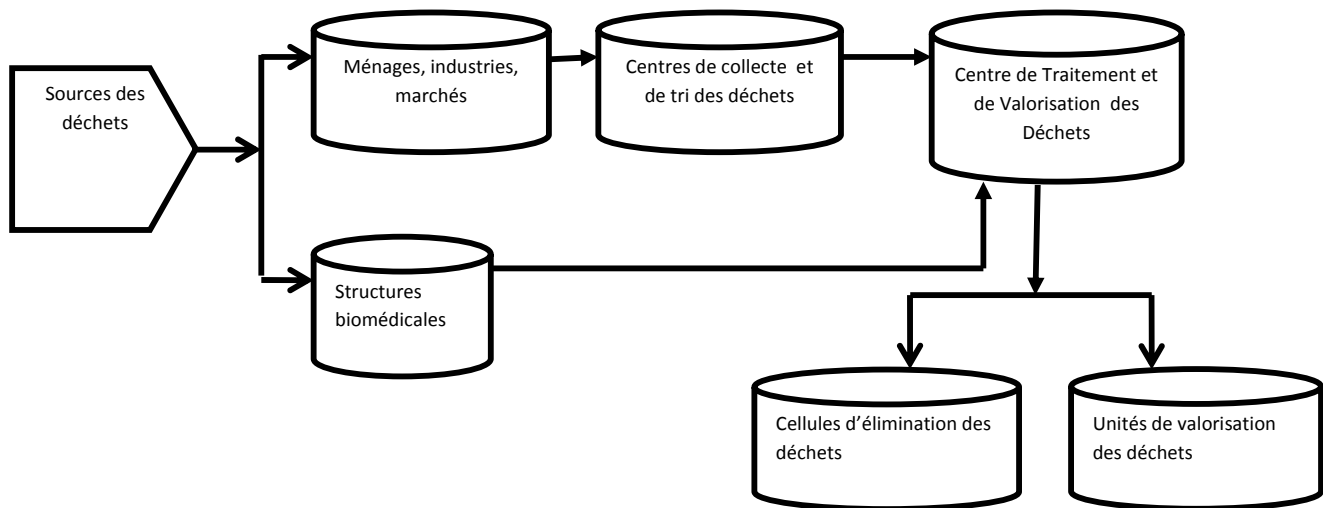 Sources des
déchets
Ménages, industries,
marchés
Centres de collecte et
de tri des déchets
Centre de Traitement et
de Valorisation des
Déchets
Structures
biomédicales
Cellules d’élimination des
déchets
Unités de valorisation
des déchets